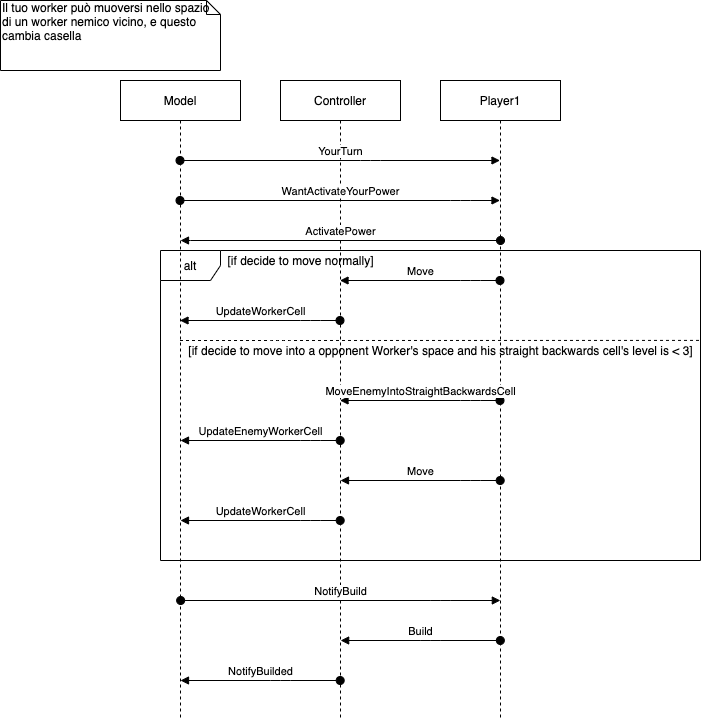 Il tuo worker può muoversi nello spazio
di un worker nemico vicino, e questo
cambia casella
Model
Controller
Player1
YourTurn
WantActivateYourPower
ActivatePower
alt
[if decide to move normally]
Move
UpdateWorkerCell
[if decide to move into a opponent Worker's space and his straight backwards cell's level is < 3]
MoveEnemyIntoStraightBackwardsCell
UpdateEnemyWorkerCell
Move
UpdateWorkerCell
NotifyBuild
Build
NotifyBuilded